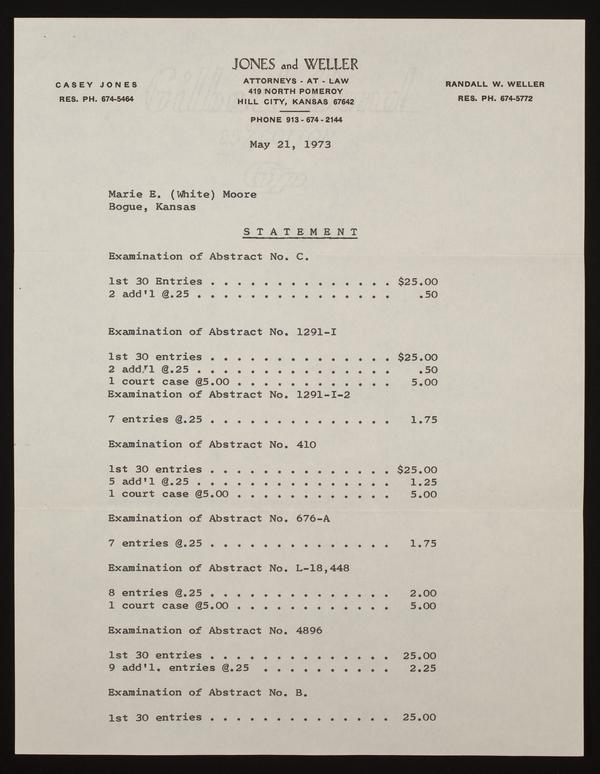 JONES and WELLER
ATTORNEYS - AT - LAW
419 NORTH POMEROY
HILL CITY, KANSAS 67642
PHONE 913 - 674 - 2144
CASEY JONES
RES. PH. 674-5464
RANDALL W. WELLER
RES. PH. 674-5772
May 21, 1973
Marie E. (White) Moore
Bogue, Kansas
S T A T E M E N T
Examination of Abstract No. C.
1st 30 Entries . . . . . . . . . . . . . . $25.00
2 add'l @.25 . . . . . . . . . . . . . . . .50
Examination of Abstract No. 1291-I
1st 30 entries . . . . . . . . . . . . . . $25.00
2 add'l @.25 . . . . . . . . . . . . . . . .50
1 court case @5.00 . . . . . . . . . . . . 5.00
Examination of Abstract No. 1291-I-2
7 entries @.25 . . . . . . . . . . . . . . 1.75
Examination of Abstract No. 410
1st 30 entries . . . . . . . . . . . . . . $25.00
5 add'l @.25 . . . . . . . . . . . . . . . 1.25
1 court case @5.00 . . . . . . . . . . . . 5.00
Examination of Abstract No. 676-A
7 entries @.25 . . . . . . . . . . . . . . 1.75
Examination of Abstract No. L-18,448
8 entries @.25 . . . . . . . . . . . . . . 2.00
1 court case @5.00 . . . . . . . . . . . . 5.00
Examination of Abstract No. 4896
1st 30 entries . . . . . . . . . . . . . . 25.00
9 add'l. entries @.25 . . . . . . . . . . 2.25
Examination of Abstract No. B.
1st 30 entries . . . . . . . . . . . . . . 25.00